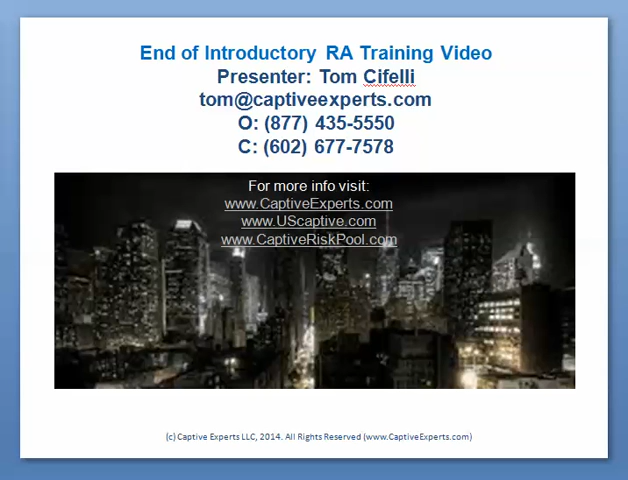 End of Introductory RA Training Video
Presenter: Tom Cifelli
tom@captiveexperts.com
O: (877) 435-5550
C: (602) 677-7578
For more info visit:
www.CaptiveExperts.com
www.UScaptive.com
www.CaptiveRiskPool.com
(c) Captive Experts LLC, 2014. All Rights Reserved (www.CaptiveExperts.com)